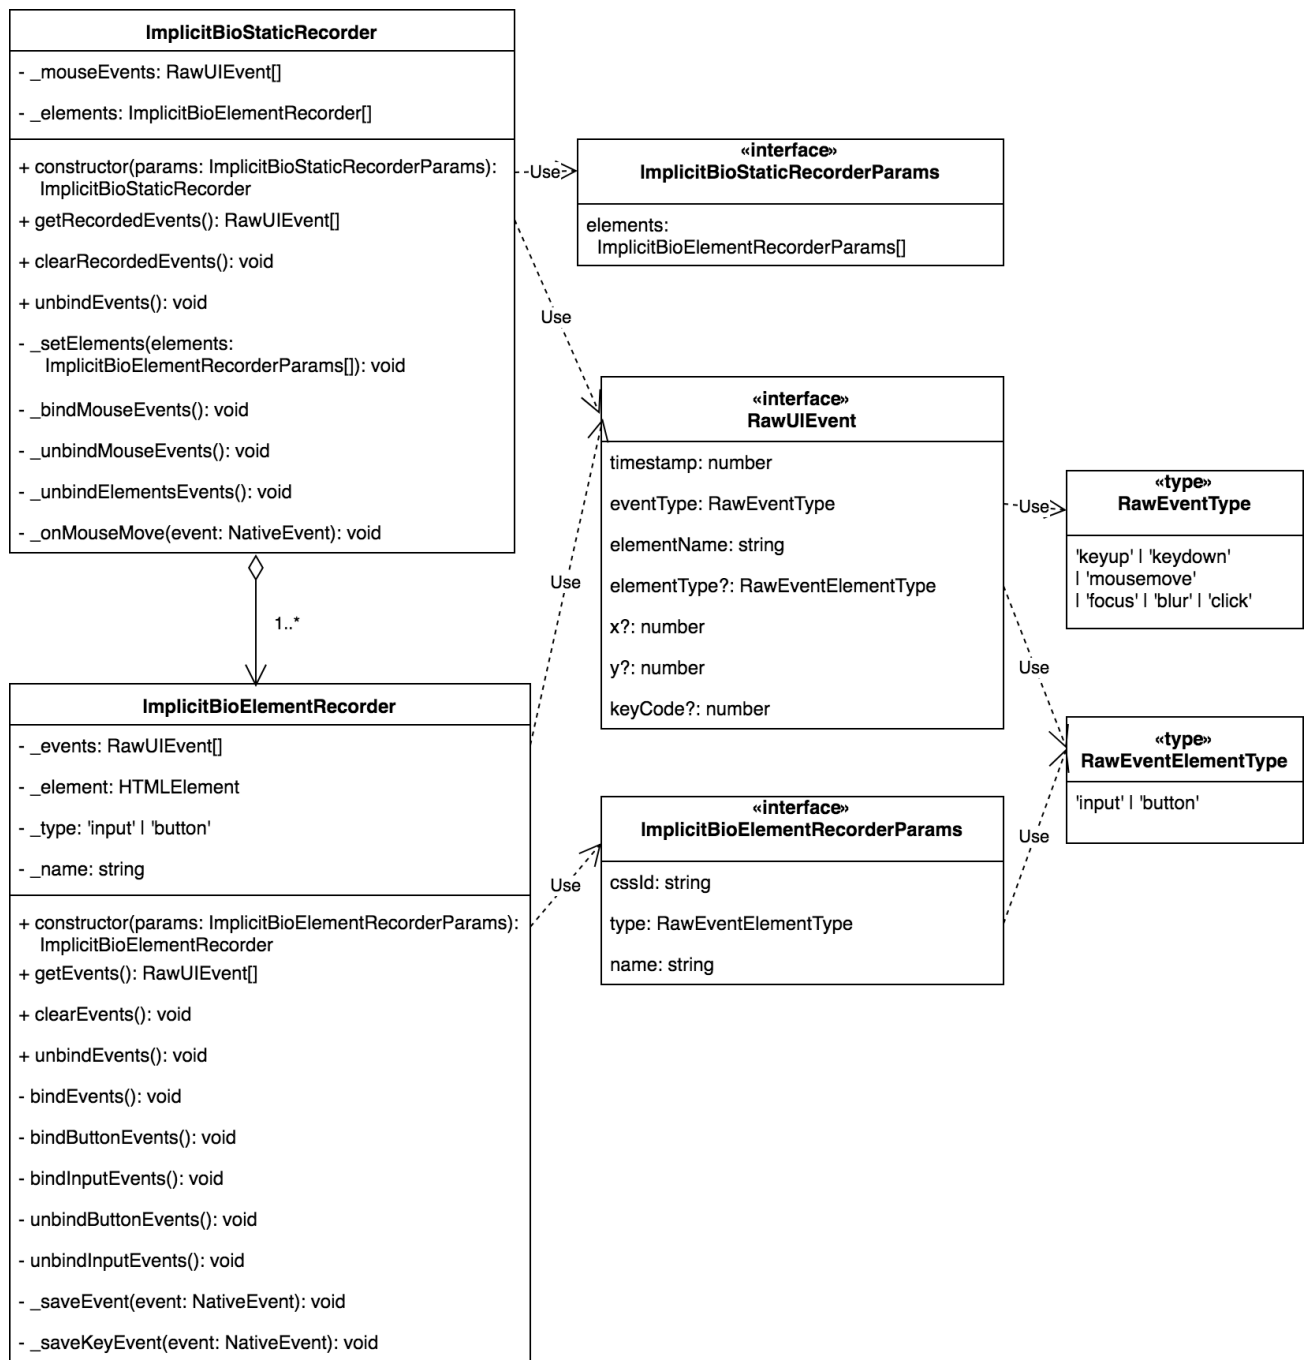 ImplicitBioStaticRecorder
- _mouseEvents: RawUIEvent[]
- _elements: ImplicitBioElementRecorder[]
+ constructor(params: ImplicitBioStaticRecorderParams):
ImplicitBioStaticRecorder
+ getRecordedEvents(): RawUIEvent[]
+ clearRecordedEvents(): void
+ unbindEvents(): void
- _setElements(elements:
ImplicitBioElementRecorderParams[]): void
- _bindMouseEvents(): void
- _unbindMouseEvents(): void
- _unbindElementsEvents(): void
- _onMouseMove(event: NativeEvent): void
Use
«interface»
ImplicitBioStaticRecorderParams
elements:
ImplicitBioElementRecorderParams[]
Use
«interface»
RawUIEvent
timestamp: number
eventType: RawEventType
elementName: string
elementType?: RawEventElementType
x?: number
y?: number
keyCode?: number
Use
«type»
RawEventType
'keyup' | 'keydown'
| 'mousemove'
| 'focus' | 'blur' | 'click'
Use
1..*
Use
«type»
RawEventElementType
'input' | 'button'
ImplicitBioElementRecorder
- _events: RawUIEvent[]
- _element: HTMLElement
- _type: 'input' | 'button'
- _name: string
+ constructor(params: ImplicitBioElementRecorderParams):
ImplicitBioElementRecorder
+ getEvents(): RawUIEvent[]
+ clearEvents(): void
+ unbindEvents(): void
- bindEvents(): void
- bindButtonEvents(): void
- bindInputEvents(): void
- unbindButtonEvents(): void
- unbindInputEvents(): void
- _saveEvent(event: NativeEvent): void
- _saveKeyEvent(event: NativeEvent): void
Use
«interface»
ImplicitBioElementRecorderParams
cssId: string
type: RawEventElementType
name: string
Use